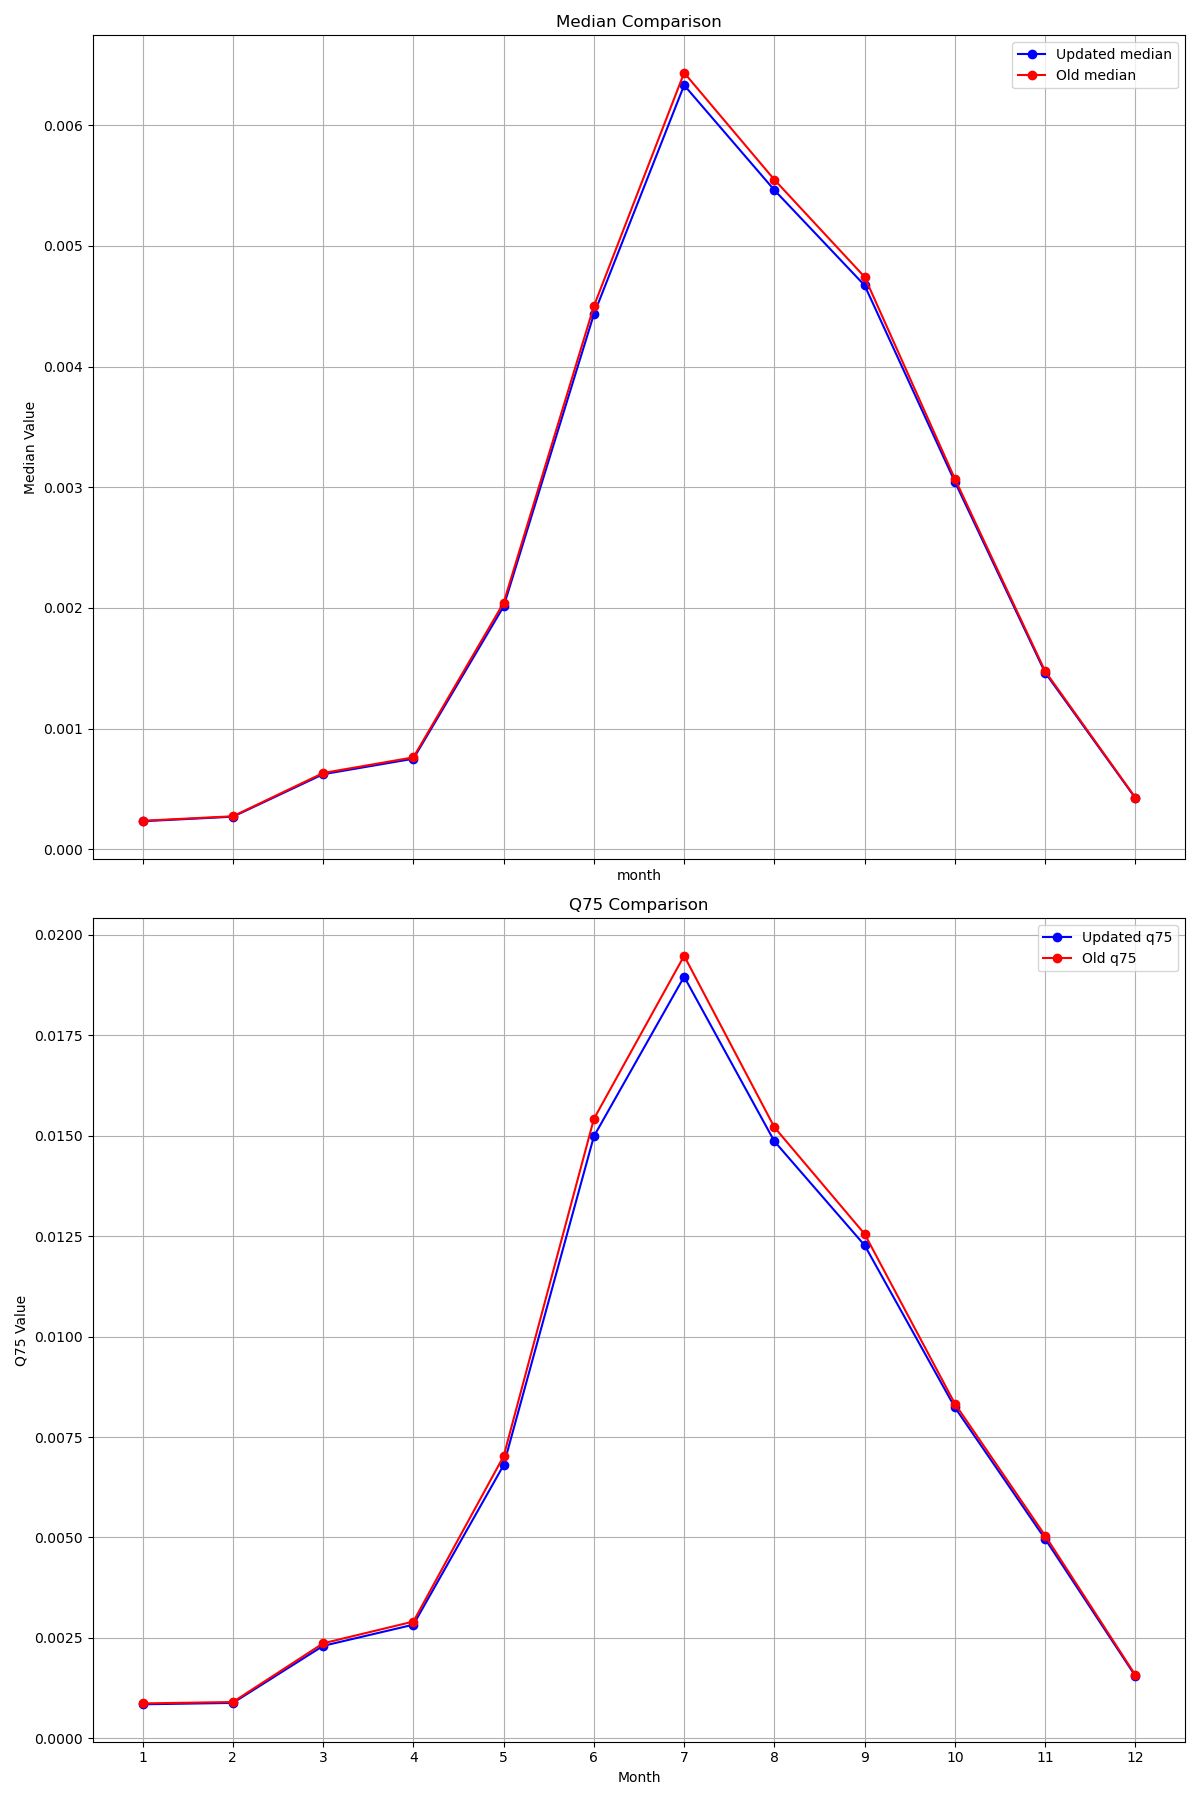 Median Comparison
Updated median
Old median
0.006
0.005
0.004
0.003
0.002
0.001
0.000
Median Value
month
Q75 Comparison
Updated q75
Old q75
0.0200
0.0175
0.0150
0.0125
0.0100
0.0075
0.0050
0.0025
0.0000
Q75 Value
1 2 3 4 5 6 7 8 9 10 11 12
Month